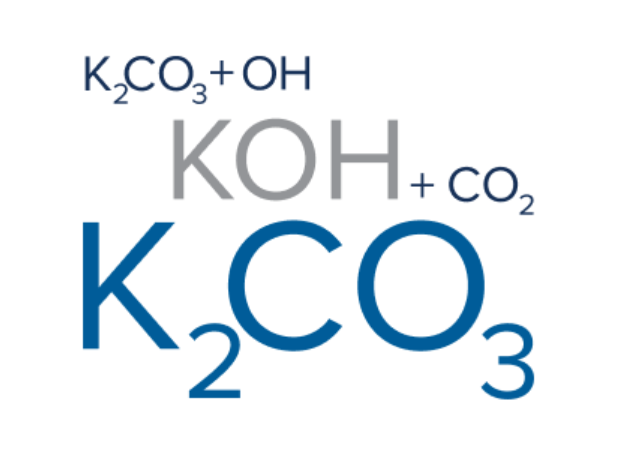 K₂CO₃+ OH
KOH + CO₂
K₂CO₃